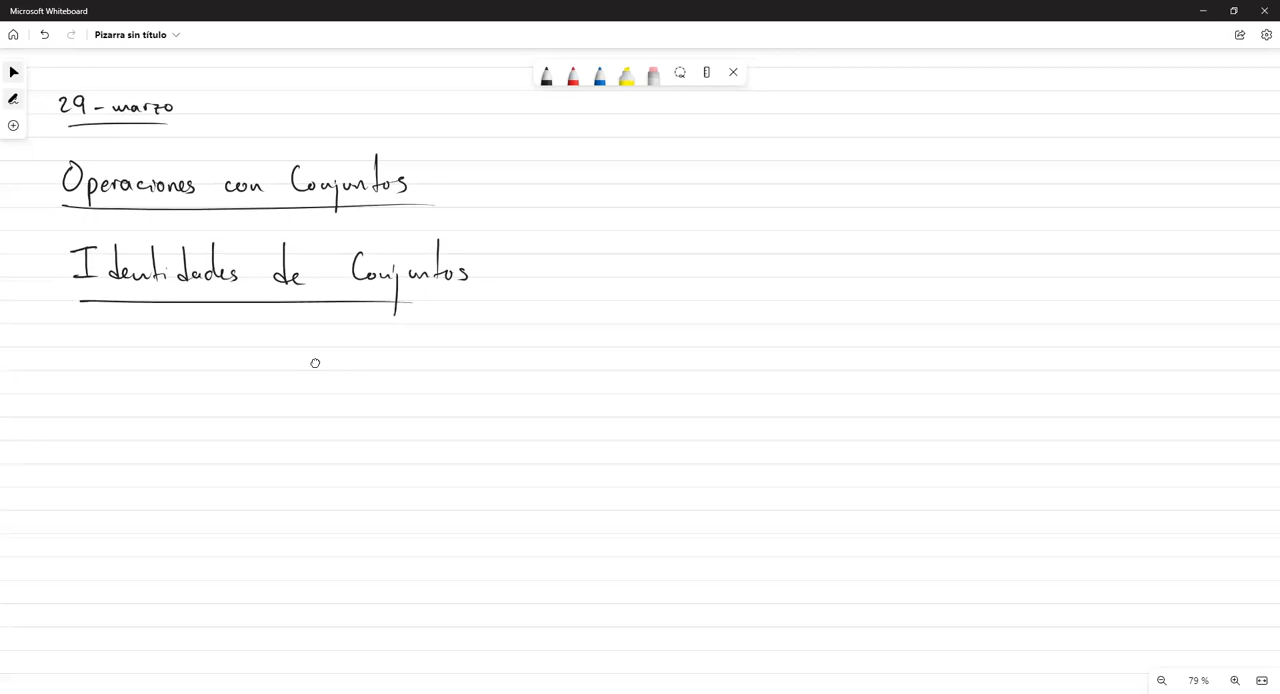 Microsoft Whiteboard
Pizarra sin título
29 - marzo
Operaciones con Conjuntos
Identidades de Conjuntos
79 %